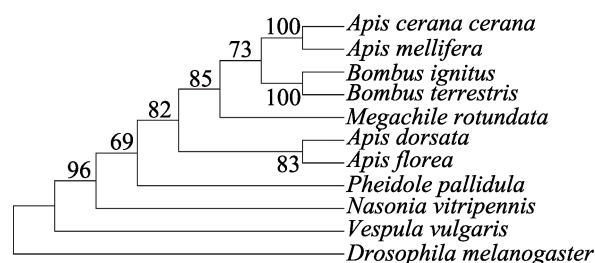 100 Apis cerana cerana
73 Apis mellifera
85 Bombus ignitus
100 Bombus terrestris
82 Megachile rotundata
69 Apis dorsata
83 Apis florea
96 Pheidole pallidula
Nasonia vitripennis
Vespula vulgaris
Drosophila melanogaster